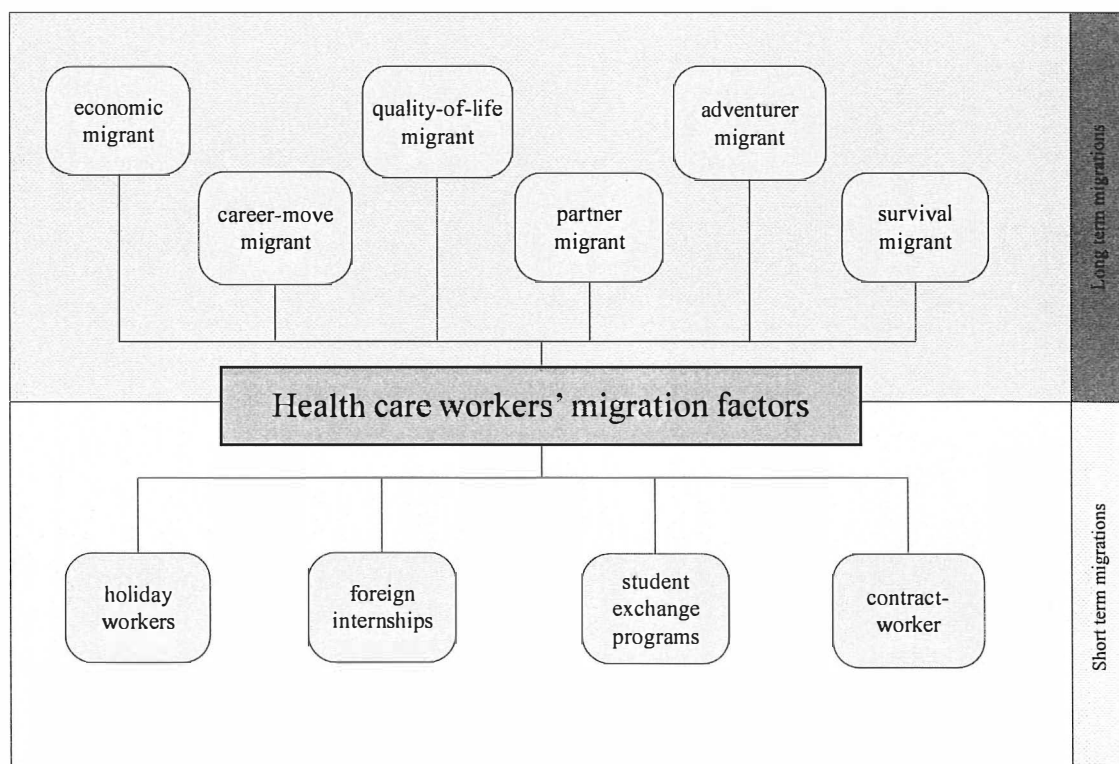 economic
migrant
quality-of-life
migrant
adventurer
migrant
career-move
migrant
partner
migrant
survival
migrant
Long term migrations
Health care workers’ migration factors
holiday
workers
foreign
internships
student
exchange
programs
contract-
worker
Short term migrations